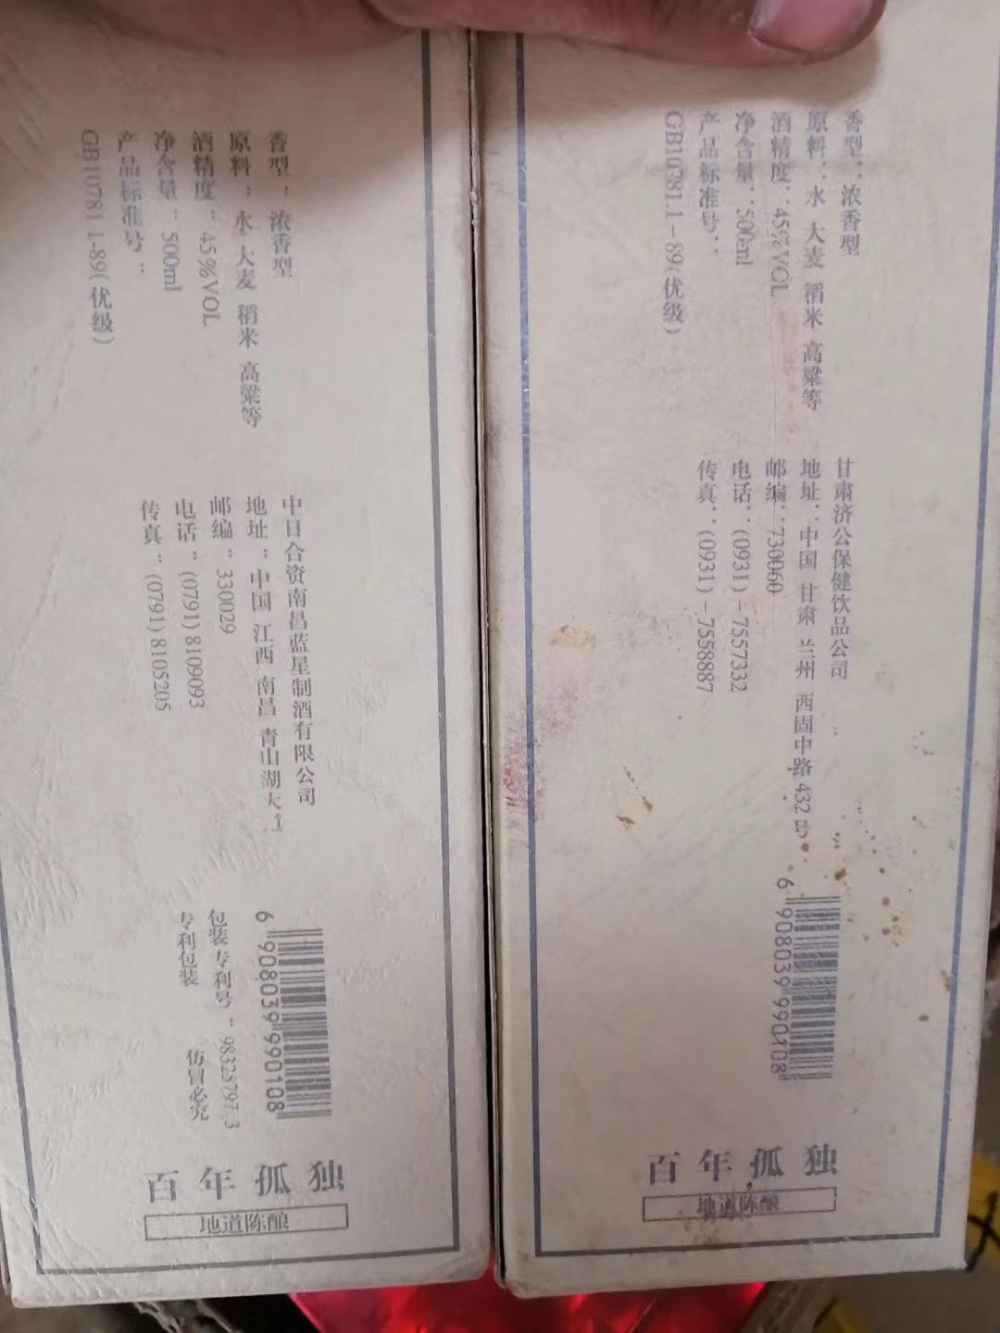 香型：浓香型
原料：水 大麦 稻米 高粱等
酒精度：45%VOL
净含量：500ml
产品标准号：
GB10781.1-89(优级)
中日合资南昌蓝星制酒有限公司
地址：中国 江西 南昌 青山湖大
邮编：330029
电话：(0791) 8109093
传真：(0791) 8105205
6 908039 990108
包装专利号：98325797.3
专利包装 仿冒必究
百年孤独
地道陈酿
香型：浓香型
原料：水 大麦 稻米 高粱等
酒精度：45%VOL
净含量：500ml
产品标准号：
GB10781.1-89(优级)
甘肃济公保健饮品公司
地址：中国 甘肃 兰州 西固中路432号
邮编：730060
电话：(0931)-7557332
传真：(0931)-7558887
6 908039 990108
百年孤独
地道陈酿